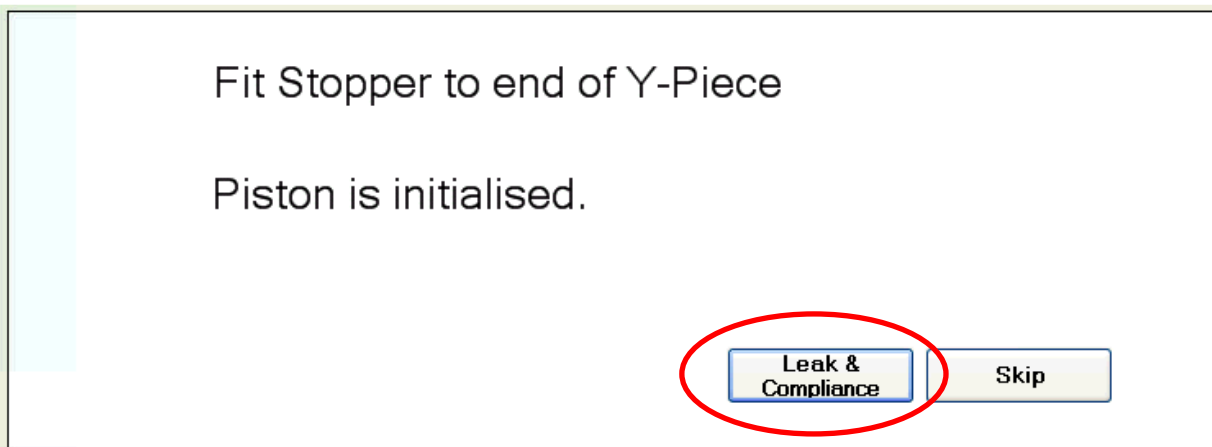 Fit Stopper to end of Y-Piece
Piston is initialised.
Leak &
Compliance
Skip